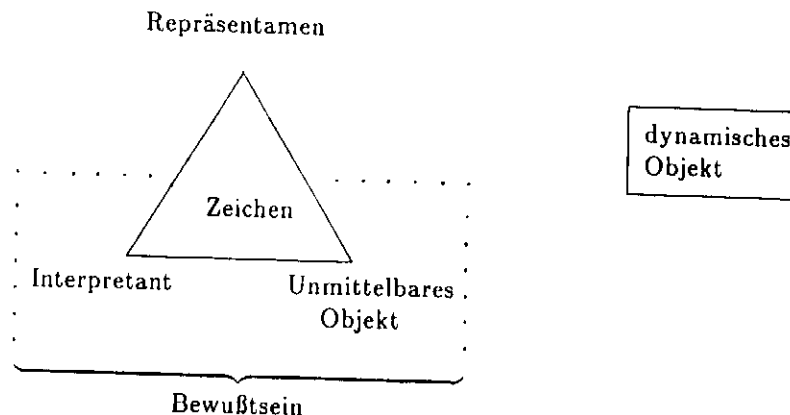 Repräsentamen
dynamisches
Objekt
Zeichen
Interpretant
Unmittelbares
Objekt
Bewußtsein